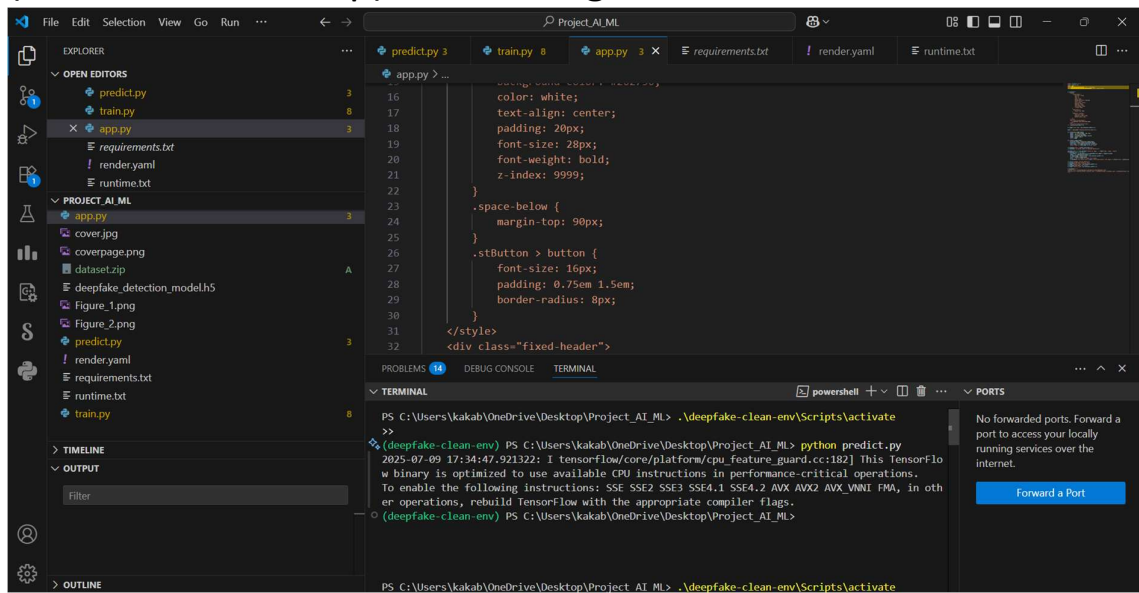 File Edit Selection View Go Run ··· ← → Project_AI_ML
EXPLORER ···
OPEN EDITORS
predict.py 3
train.py 8
× app.py 3
requirements.txt
! render.yaml
runtime.txt
PROJECT_AI_ML
app.py 3
cover.jpg
coverpage.png
dataset.zip A
deepfake_detection_model.h5
Figure_1.png
Figure_2.png
predict.py 3
! render.yaml
requirements.txt
runtime.txt
train.py 8
TIMELINE
OUTPUT
Filter
OUTLINE
predict.py 3 train.py 8 app.py 3 × requirements.txt ! render.yaml runtime.txt
app.py > ...
16 color: white;
17 text-align: center;
18 padding: 20px;
19 font-size: 28px;
20 font-weight: bold;
21 z-index: 9999;
22 }
23 .space-below {
24 margin-top: 90px;
25 }
26 .stButton > button {
27 font-size: 16px;
28 padding: 0.75em 1.5em;
29 border-radius: 8px;
30 }
31 </style>
32 <div class="fixed-header">
PROBLEMS 14 DEBUG CONSOLE TERMINAL
TERMINAL powershell
PS C:\Users\kakab\OneDrive\Desktop\Project_AI_ML> .\deepfake-clean-env\Scripts\activate
>>
(deepfake-clean-env) PS C:\Users\kakab\OneDrive\Desktop\Project_AI_ML> python predict.py
2025-07-09 17:34:47.921322: I tensorflow/core/platform/cpu_feature_guard.cc:182] This TensorFlo
w binary is optimized to use available CPU instructions in performance-critical operations.
To enable the following instructions: SSE SSE2 SSE3 SSE4.1 SSE4.2 AVX AVX2 AVX_VNNI FMA, in oth
er operations, rebuild TensorFlow with the appropriate compiler flags.
(deepfake-clean-env) PS C:\Users\kakab\OneDrive\Desktop\Project_AI_ML>
PS C:\Users\kakab\OneDrive\Desktop\Project_AI_ML> .\deepfake-clean-env\Scripts\activate
PORTS
No forwarded ports. Forward a
port to access your locally
running services over the
internet.
Forward a Port